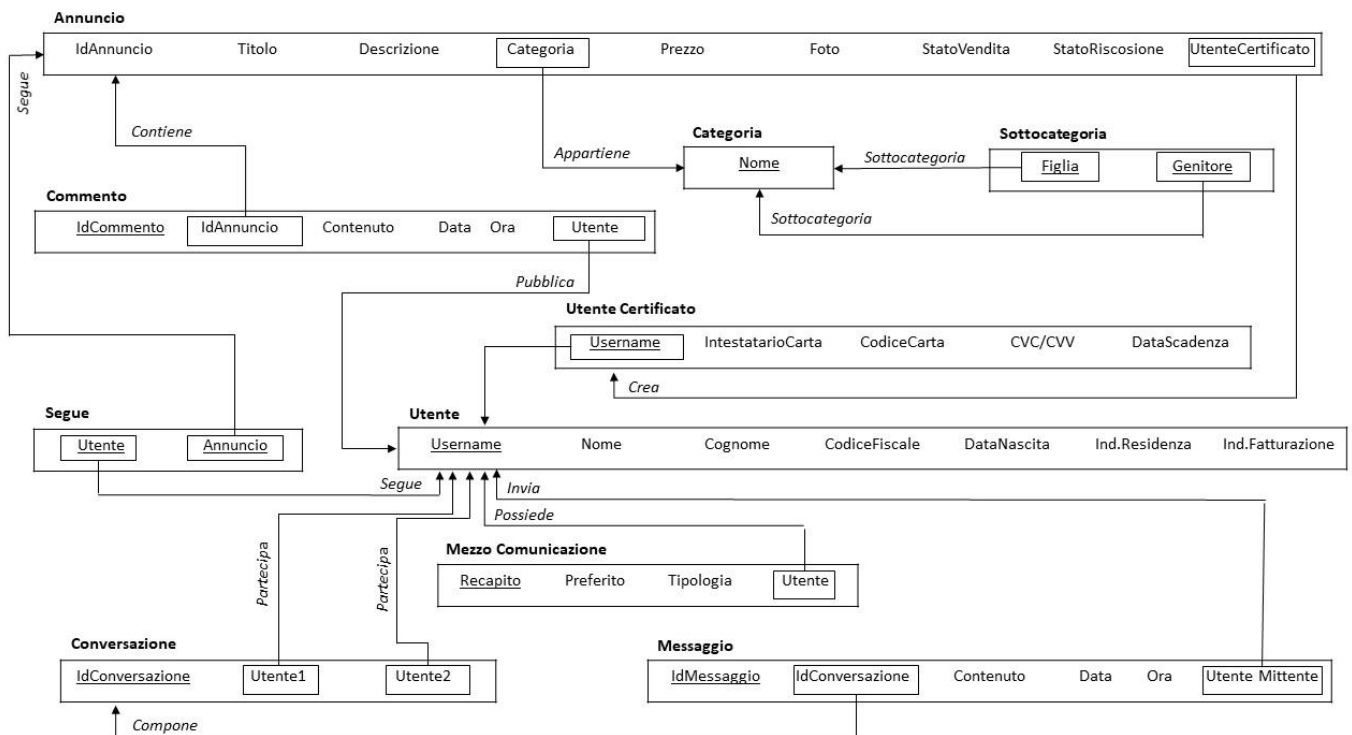 Annuncio
IdAnnuncio Titolo Descrizione Categoria Prezzo Foto StatoVendita StatoRiscosione UtenteCertificato
Segue
Contiene
Categoria
Sottocategoria
Appartiene
Nome
Sottocategoria
Figlia Genitore
Commento
Sottocategoria
IdCommento IdAnnuncio Contenuto Data Ora Utente
Pubblica
Utente Certificato
Username IntestatarioCarta CodiceCarta CVC/CVV DataScadenza
Crea
Segue
Utente
Utente Annuncio
Username Nome Cognome CodiceFiscale DataNascita Ind.Residenza Ind.Fatturazione
Segue
Invia
Possiede
Partecipa
Partecipa
Mezzo Comunicazione
Recapito Preferito Tipologia Utente
Conversazione
Messaggio
IdConversazione Utente1 Utente2
IdMessaggio IdConversazione Contenuto Data Ora Utente Mittente
Compone